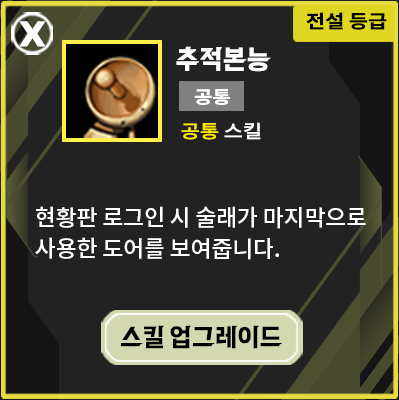 X
전설 등급
추적본능
공통
공통 스킬
현황판 로그인 시 술래가 마지막으로
사용한 도어를 보여줍니다.
스킬 업그레이드